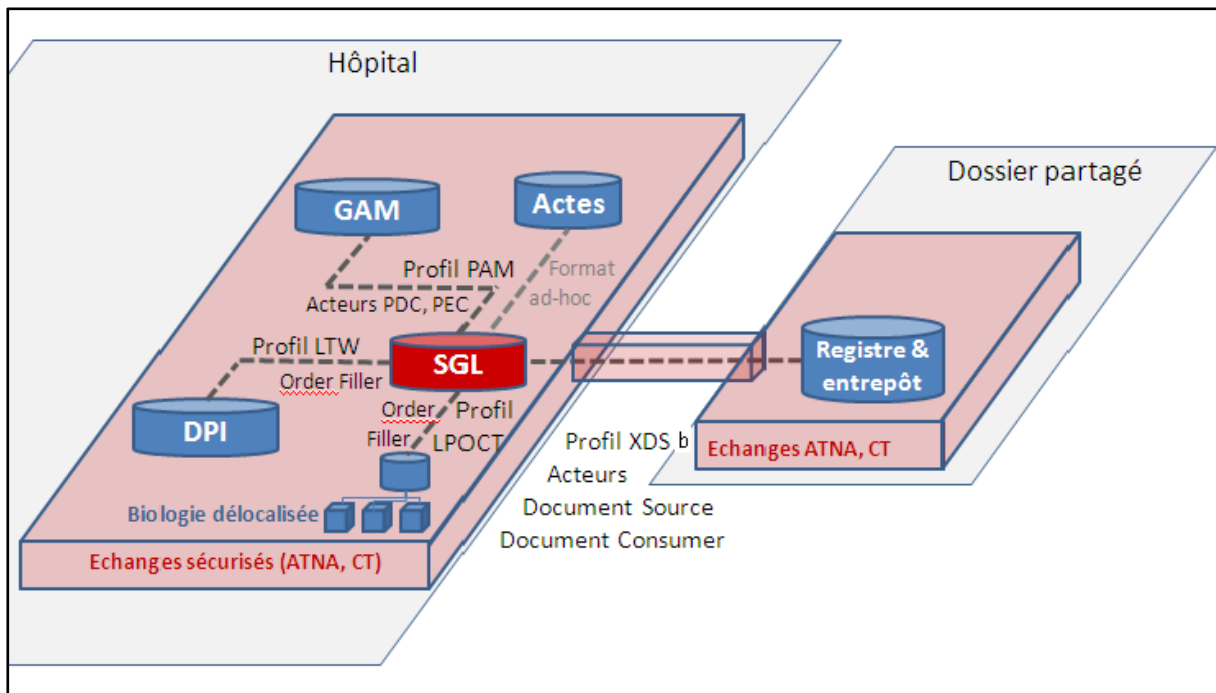 Hôpital
Dossier partagé
GAM
Actes
Profil PAM
Acteurs PDC, PEC
Format
ad-hoc
Profil LTW
Order Filler
SGL
DPI
Order
Filler
Profil
LPOCT
Biologie délocalisée
Echanges sécurisés (ATNA, CT)
Registre &
entrepôt
Profil XDS b
Acteurs
Document Source
Document Consumer
Echanges ATNA, CT